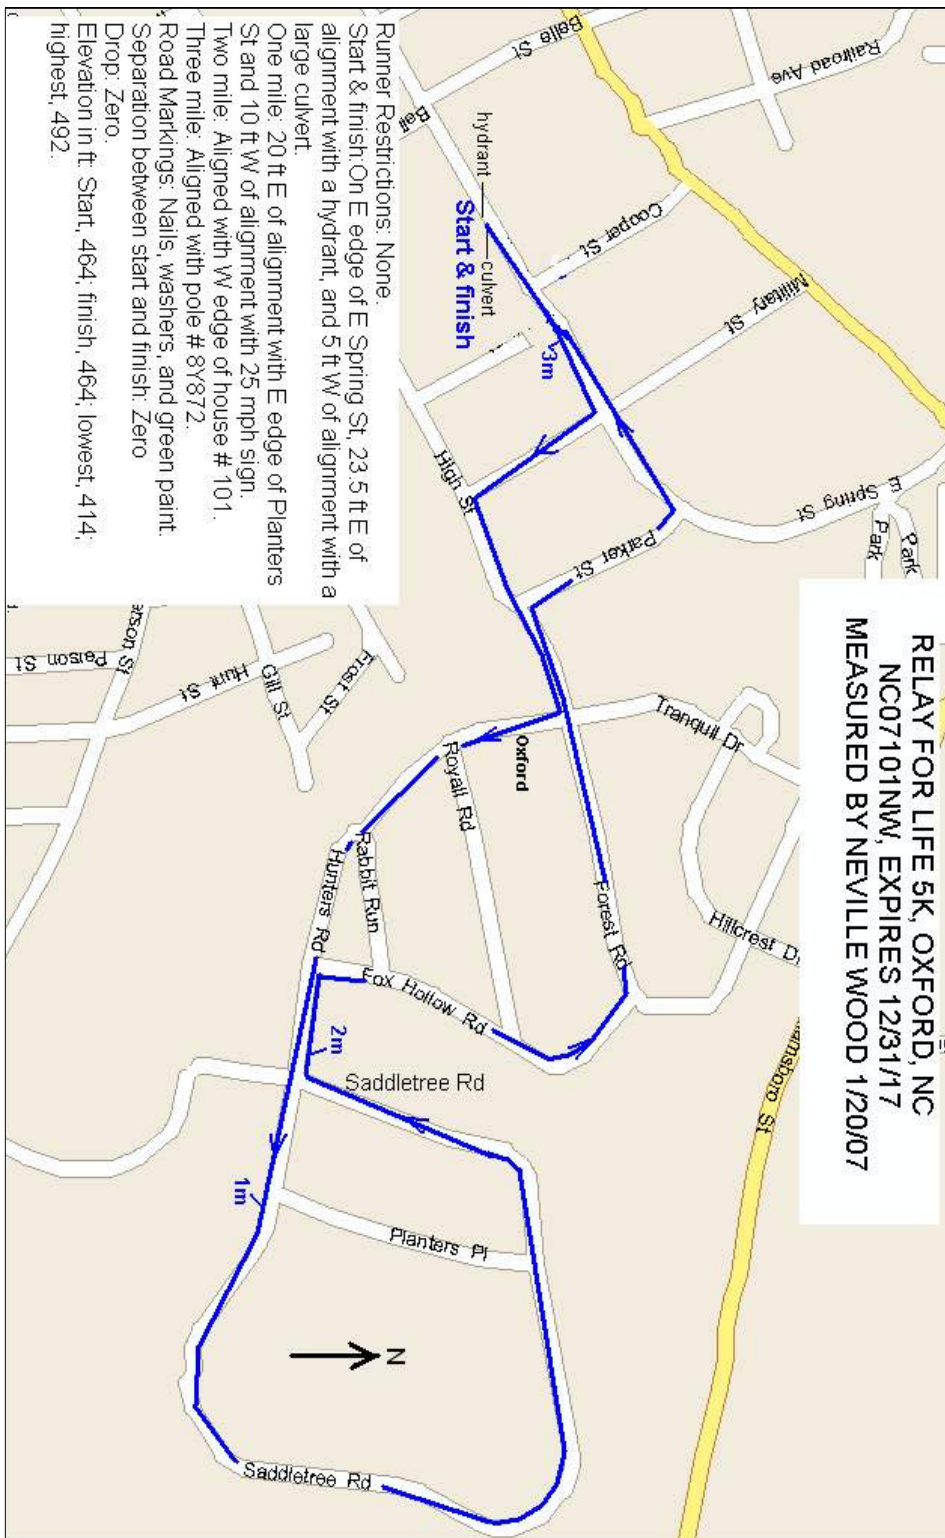 RELAY FOR LIFE 5K, OXFORD, NC
NC07101NW, EXPIRES 12/31/17
MEASURED BY NEVILLE WOOD 1/20/07
Railroad Ave
Belle St
hydrant
culvert
Start & finish
Cooper St
Military St
3m
High St
E Spring St
Park
Park
Parker St
Tranquil Dr
Oxford
Royall Rd
Rabbit Run
Hunters Rd
Forest Rd
Hillcrest Dr
Fox Hollow Rd
2m
Saddletree Rd
1m
Planters Pl
N
Saddletree Rd
Frost St
Gill St
Hunt St
erson St
Person St
amsboro St
Runner Restrictions: None.
Start & finish:On E edge of E Spring St, 23.5 ft E of
alignment with a hydrant, and 5 ft W of alignment with a
large culvert.
One mile: 20 ft E of alignment with E edge of Planters
St and 10 ft W of alignment with 25 mph sign.
Two mile: Aligned with W edge of house # 101.
Three mile: Aligned with pole # 8Y872.
Road Markings: Nails, washers, and green paint.
Separation between start and finish: Zero
Drop: Zero.
Elevation in ft: Start, 464; finish, 464; lowest, 414;
highest, 492.